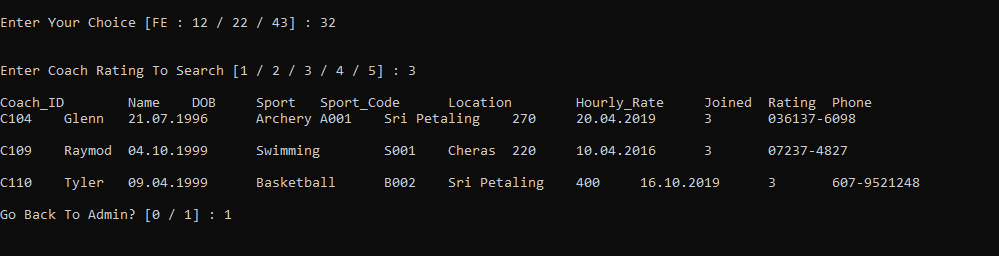 Enter Your Choice [FE : 12 / 22 / 43] : 32
Enter Coach Rating To Search [1 / 2 / 3 / 4 / 5] : 3
Coach_ID Name DOB Sport Sport_Code Location Hourly_Rate Joined Rating Phone
C104 Glenn 21.07.1996 Archery A001 Sri Petaling 270 20.04.2019 3 036137-6098
C109 Raymod 04.10.1999 Swimming S001 Cheras 220 10.04.2016 3 07237-4827
C110 Tyler 09.04.1999 Basketball B002 Sri Petaling 400 16.10.2019 3 607-9521248
Go Back To Admin? [0 / 1] : 1